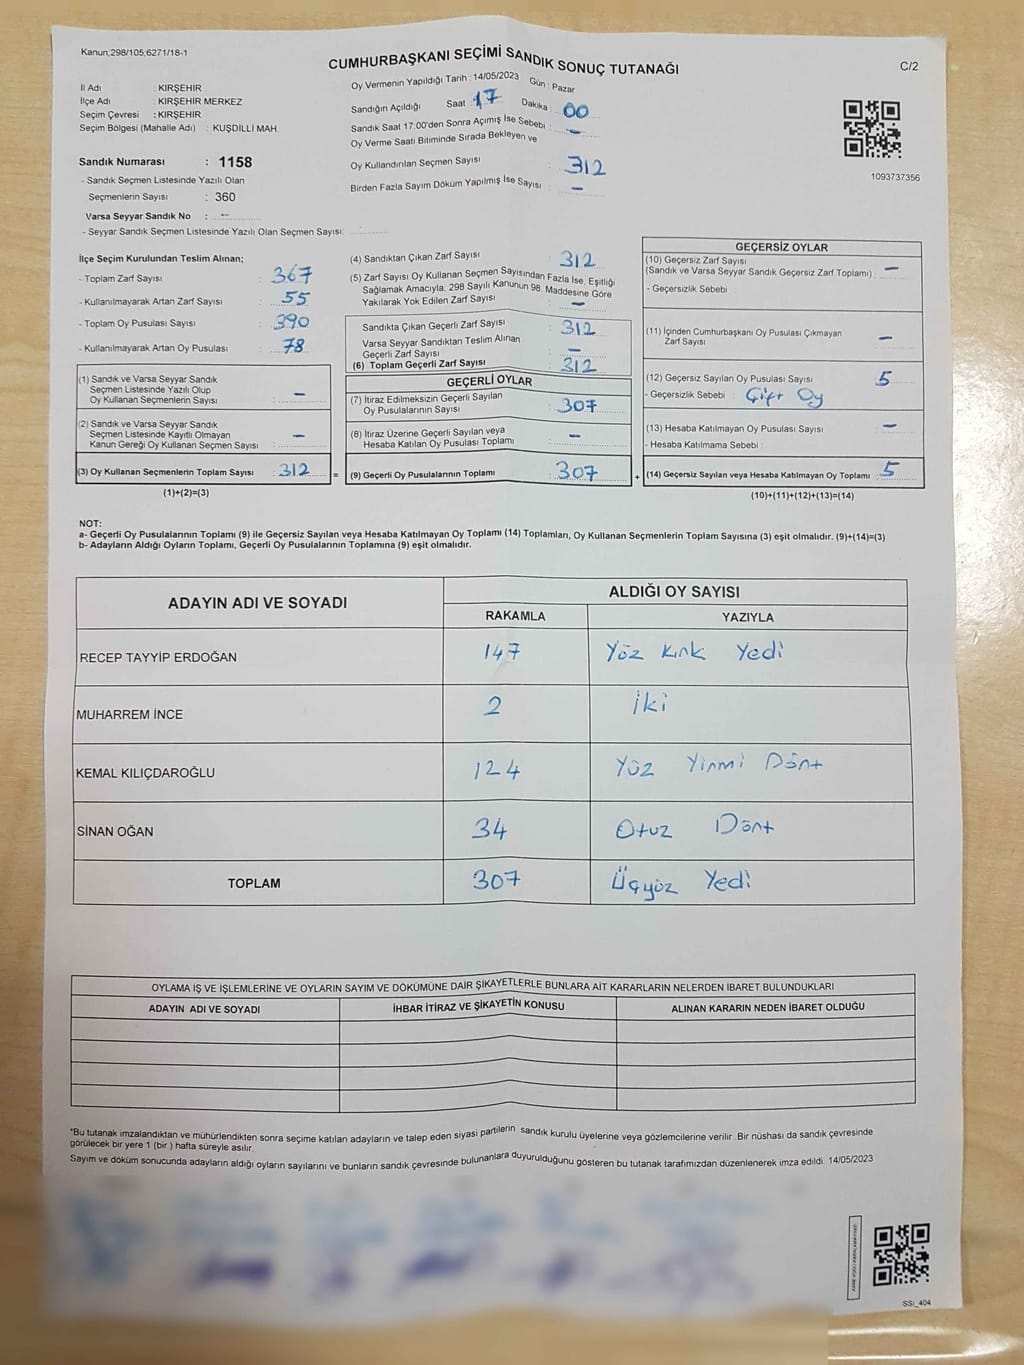 Kanun;298/105;6271/18-1
CUMHURBAŞKANI SEÇİMİ SANDIK SONUÇ TUTANAĞI
C/2
İl Adı : KIRŞEHİR
İlçe Adı : KIRŞEHİR MERKEZ
Seçim Çevresi : KIRŞEHİR
Seçim Bölgesi (Mahalle Adı) : KUŞDİLLİ MAH.
Sandık Numarası : 1158
- Sandık Seçmen Listesinde Yazılı Olan
Seçmenlerin Sayısı : 360
Varsa Seyyar Sandık No : -
- Seyyar Sandık Seçmen Listesinde Yazılı Olan Seçmen Sayısı:
Oy Vermenin Yapıldığı Tarih : 14/05/2023 Gün : Pazar
Sandığın Açıldığı Saat : 17 Dakika : 00
Sandık Saat 17:00'den Sonra Açılmış İse Sebebi : -
Oy Verme Saati Bitiminde Sırada Bekleyen ve
Oy Kullandırılan Seçmen Sayısı : 312
Birden Fazla Sayım Döküm Yapılmış İse Sayısı : -
1093737356
İlçe Seçim Kurulundan Teslim Alınan;
- Toplam Zarf Sayısı : 367
- Kullanılmayarak Artan Zarf Sayısı : 55
- Toplam Oy Pusulası Sayısı : 390
- Kullanılmayarak Artan Oy Pusulası : 78
(1) Sandık ve Varsa Seyyar Sandık
Seçmen Listesinde Yazılı Olup
Oy Kullanan Seçmenlerin Sayısı : -
(2) Sandık ve Varsa Seyyar Sandık
Seçmen Listesinde Kayıtlı Olmayan
Kanun Gereği Oy Kullanan Seçmen Sayısı : -
(3) Oy Kullanan Seçmenlerin Toplam Sayısı : 312 =
(1)+(2)=(3)
(4) Sandıktan Çıkan Zarf Sayısı : 312
(5) Zarf Sayısı Oy Kullanan Seçmen Sayısından Fazla İse, Eşitliği
Sağlamak Amacıyla; 298 Sayılı Kanunun 98. Maddesine Göre
Yakılarak Yok Edilen Zarf Sayısı : -
Sandıkta Çıkan Geçerli Zarf Sayısı : 312
Varsa Seyyar Sandıktan Teslim Alınan
Geçerli Zarf Sayısı : -
(6) Toplam Geçerli Zarf Sayısı : 312
GEÇERLİ OYLAR
(7) İtiraz Edilmeksizin Geçerli Sayılan
Oy Pusulalarının Sayısı : 307
(8) İtiraz Üzerine Geçerli Sayılan veya
Hesaba Katılan Oy Pusulası Toplamı : -
(9) Geçerli Oy Pusulalarının Toplamı : 307 +
GEÇERSİZ OYLAR
(10) Geçersiz Zarf Sayısı
(Sandık ve Varsa Seyyar Sandık Geçersiz Zarf Toplamı) : -
- Geçersizlik Sebebi :
(11) İçinden Cumhurbaşkanı Oy Pusulası Çıkmayan
Zarf Sayısı : -
(12) Geçersiz Sayılan Oy Pusulası Sayısı : 5
- Geçersizlik Sebebi : Çift Oy
(13) Hesaba Katılmayan Oy Pusulası Sayısı : -
- Hesaba Katılmama Sebebi :
(14) Geçersiz Sayılan veya Hesaba Katılmayan Oy Toplamı : 5
(10)+(11)+(12)+(13)=(14)
NOT:
a- Geçerli Oy Pusulalarının Toplamı (9) ile Geçersiz Sayılan veya Hesaba Katılmayan Oy Toplamı (14) Toplamları, Oy Kullanan Seçmenlerin Toplam Sayısına (3) eşit olmalıdır. (9)+(14)=(3)
b- Adayların Aldığı Oyların Toplamı, Geçerli Oy Pusulalarının Toplamına (9) eşit olmalıdır.
ADAYIN ADI VE SOYADI ALDIĞI OY SAYISI
RAKAMLA YAZIYLA
RECEP TAYYİP ERDOĞAN 147 Yüz Kırk Yedi
MUHARREM İNCE 2 İki
KEMAL KILIÇDAROĞLU 124 Yüz Yirmi Dört
SİNAN OĞAN 34 Otuz Dört
TOPLAM 307 Üçyüz Yedi
OYLAMA İŞ VE İŞLEMLERİNE VE OYLARIN SAYIM VE DÖKÜMÜNE DAİR ŞİKAYETLERLE BUNLARA AİT KARARLARIN NELERDEN İBARET BULUNDUKLARI
ADAYIN ADI VE SOYADI İHBAR İTİRAZ VE ŞİKAYETİN KONUSU ALINAN KARARIN NEDEN İBARET OLDUĞU
*Bu tutanak imzalandıktan ve mühürlendikten sonra seçime katılan adayların ve talep eden siyasi partilerin sandık kurulu üyelerine veya gözlemcilerine verilir. Bir nüshası da sandık çevresinde
görülecek bir yere 1 (bir ) hafta süreyle asılır.
Sayım ve döküm sonucunda adayların aldığı oyların sayılarını ve bunların sandık çevresinde bulunanlara duyurulduğunu gösteren bu tutanak tarafımızdan düzenlenerek imza edildi. 14/05/2023
SSI_404